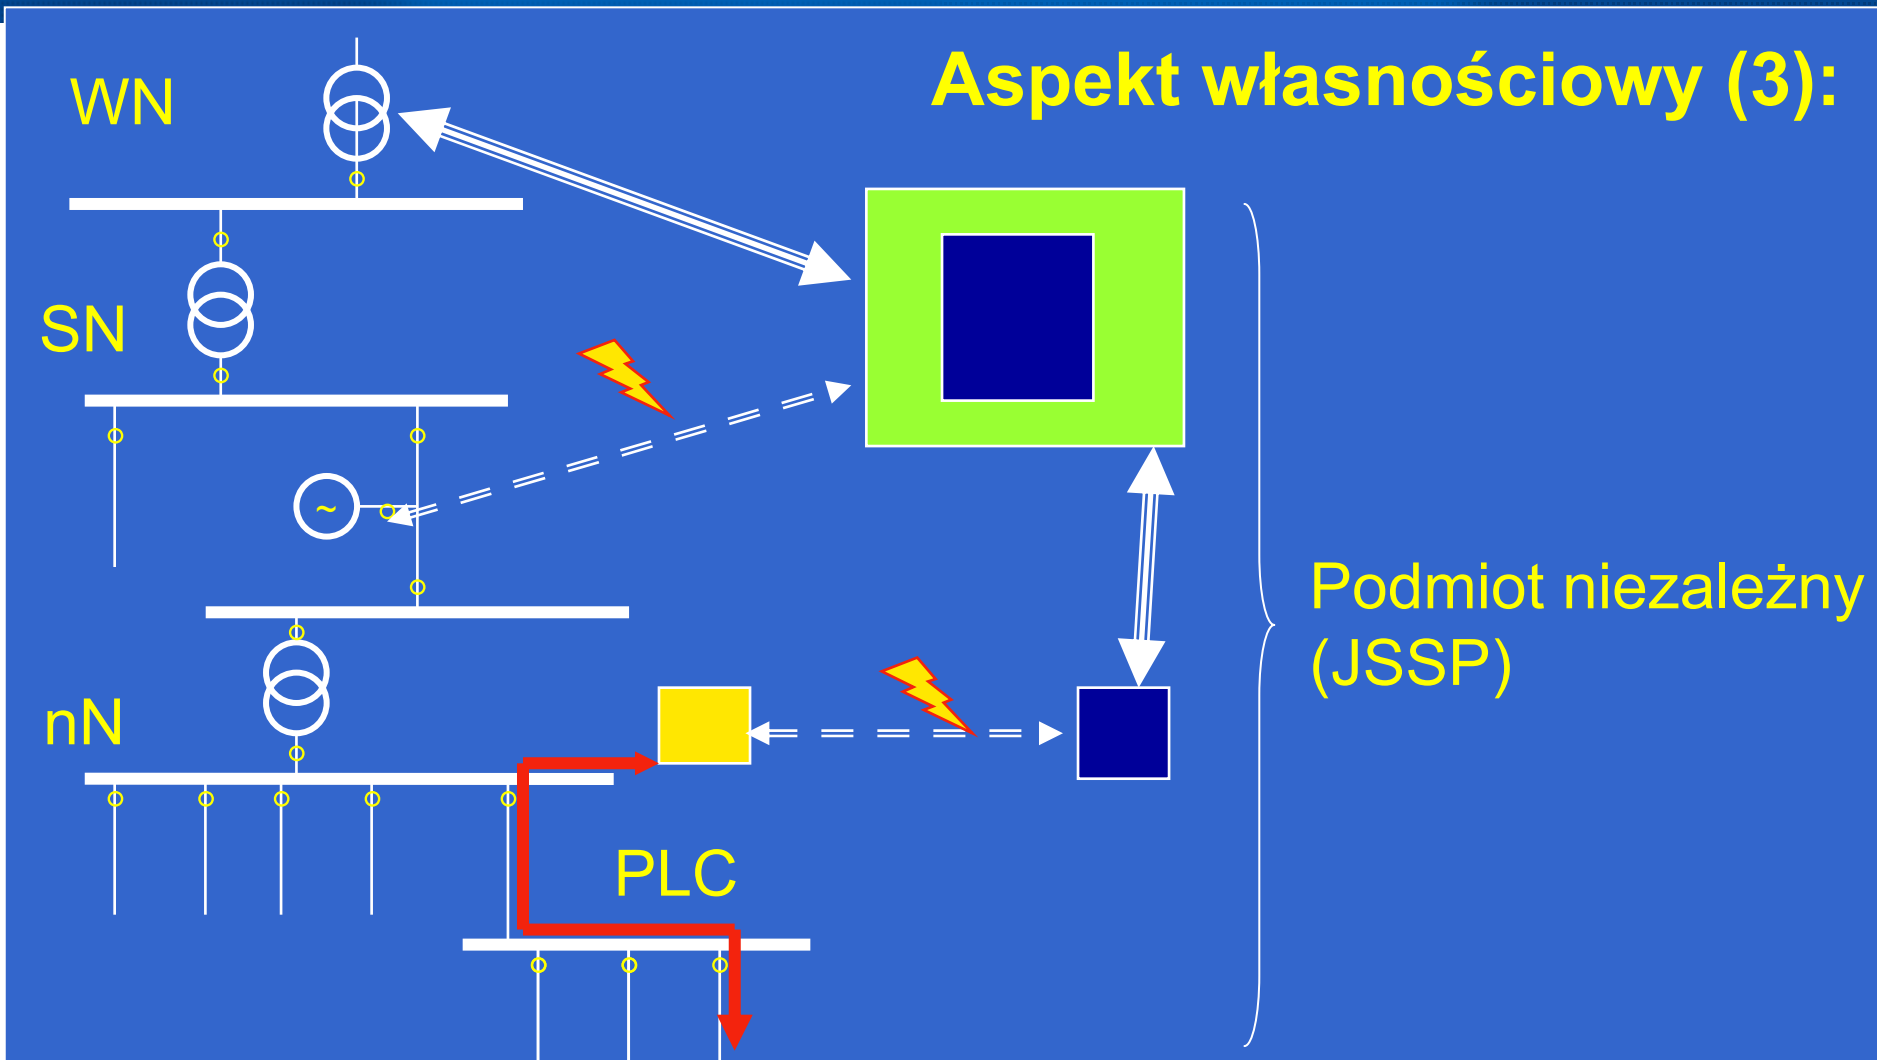 Aspekt własnościowy (3):
WN
SN
~
Podmiot niezależny
(JSSP)
nN
PLC